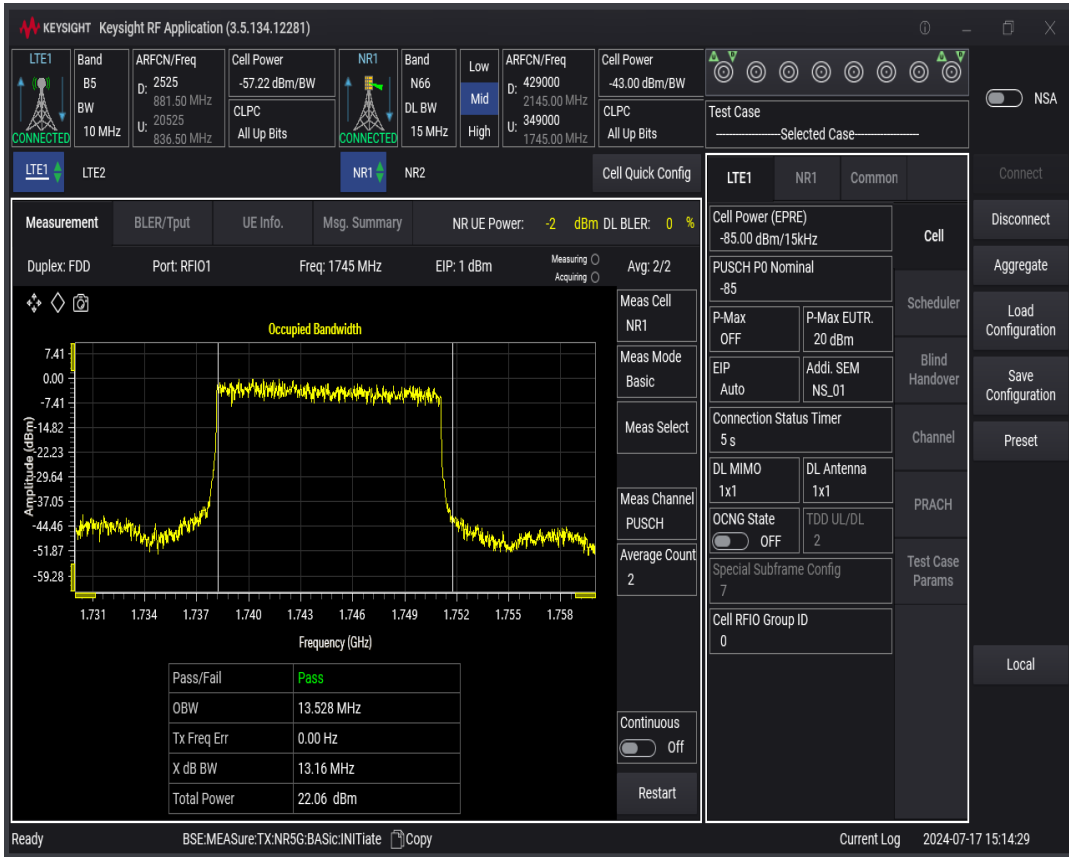 KEYSIGHT Keysight RF Application (3.5.134.12281)
LTE1
CONNECTED
Band
B5
BW
10 MHz
ARFCN/Freq
D: 2525
881.50 MHz
U: 20525
836.50 MHz
Cell Power
-57.22 dBm/BW
CLPC
All Up Bits
NR1
CONNECTED
Band
N66
DL BW
15 MHz
Low
Mid
High
ARFCN/Freq
D: 429000
2145.00 MHz
U: 349000
1745.00 MHz
Cell Power
-43.00 dBm/BW
CLPC
All Up Bits
Test Case
--------------------Selected Case--------------------
NSA
LTE1 LTE2 NR1 NR2 Cell Quick Config
Measurement BLER/Tput UE Info. Msg. Summary NR UE Power: -2 dBm DL BLER: 0 %
Duplex: FDD Port: RFIO1 Freq: 1745 MHz EIP: 1 dBm Measuring Avg: 2/2
Acquiring
Occupied Bandwidth
Amplitude (dBm)
7.41
0.00
-7.41
-14.82
-22.23
-29.64
-37.05
-44.46
-51.87
-59.28
1.731 1.734 1.737 1.740 1.743 1.746 1.749 1.752 1.755 1.758
Frequency (GHz)
Pass/Fail Pass
OBW 13.528 MHz
Tx Freq Err 0.00 Hz
X dB BW 13.16 MHz
Total Power 22.06 dBm
Meas Cell
NR1
Meas Mode
Basic
Meas Select
Meas Channel
PUSCH
Average Count
2
Continuous
Off
Restart
LTE1 NR1 Common
Cell Power (EPRE)
-85.00 dBm/15kHz
PUSCH P0 Nominal
-85
P-Max
OFF
P-Max EUTR.
20 dBm
EIP
Auto
Addi. SEM
NS_01
Connection Status Timer
5 s
DL MIMO
1x1
DL Antenna
1x1
OCNG State
OFF
TDD UL/DL
2
Special Subframe Config
7
Cell RFIO Group ID
0
Cell
Scheduler
Blind
Handover
Channel
PRACH
Test Case
Params
Connect
Disconnect
Aggregate
Load
Configuration
Save
Configuration
Preset
Local
Ready BSE:MEASure:TX:NR5G:BASic:INITiate Copy Current Log 2024-07-17 15:14:29